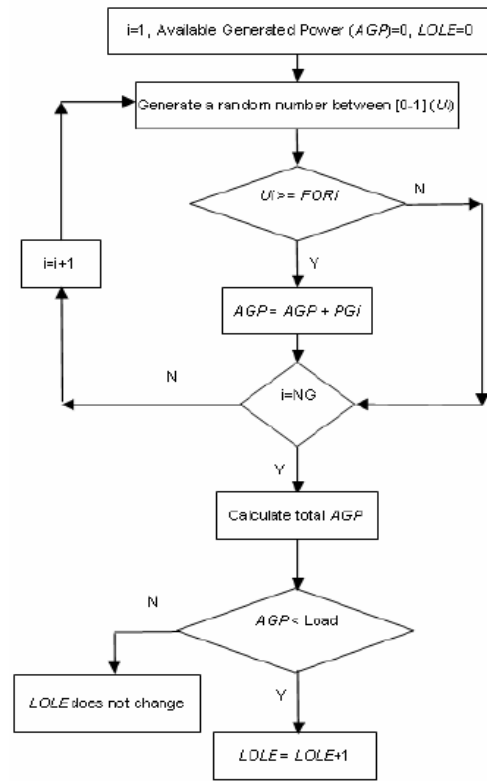 i=1, Available Generated Power (AGP)=0, LOLE=0
Generate a random number between [0-1] (Ui)
Ui >= FORi
N
i=i+1
Y
AGP = AGP + PGi
N
i=NG
Y
Calculate total AGP
N
AGP < Load
LOLE does not change
Y
LOLE = LOLE+1